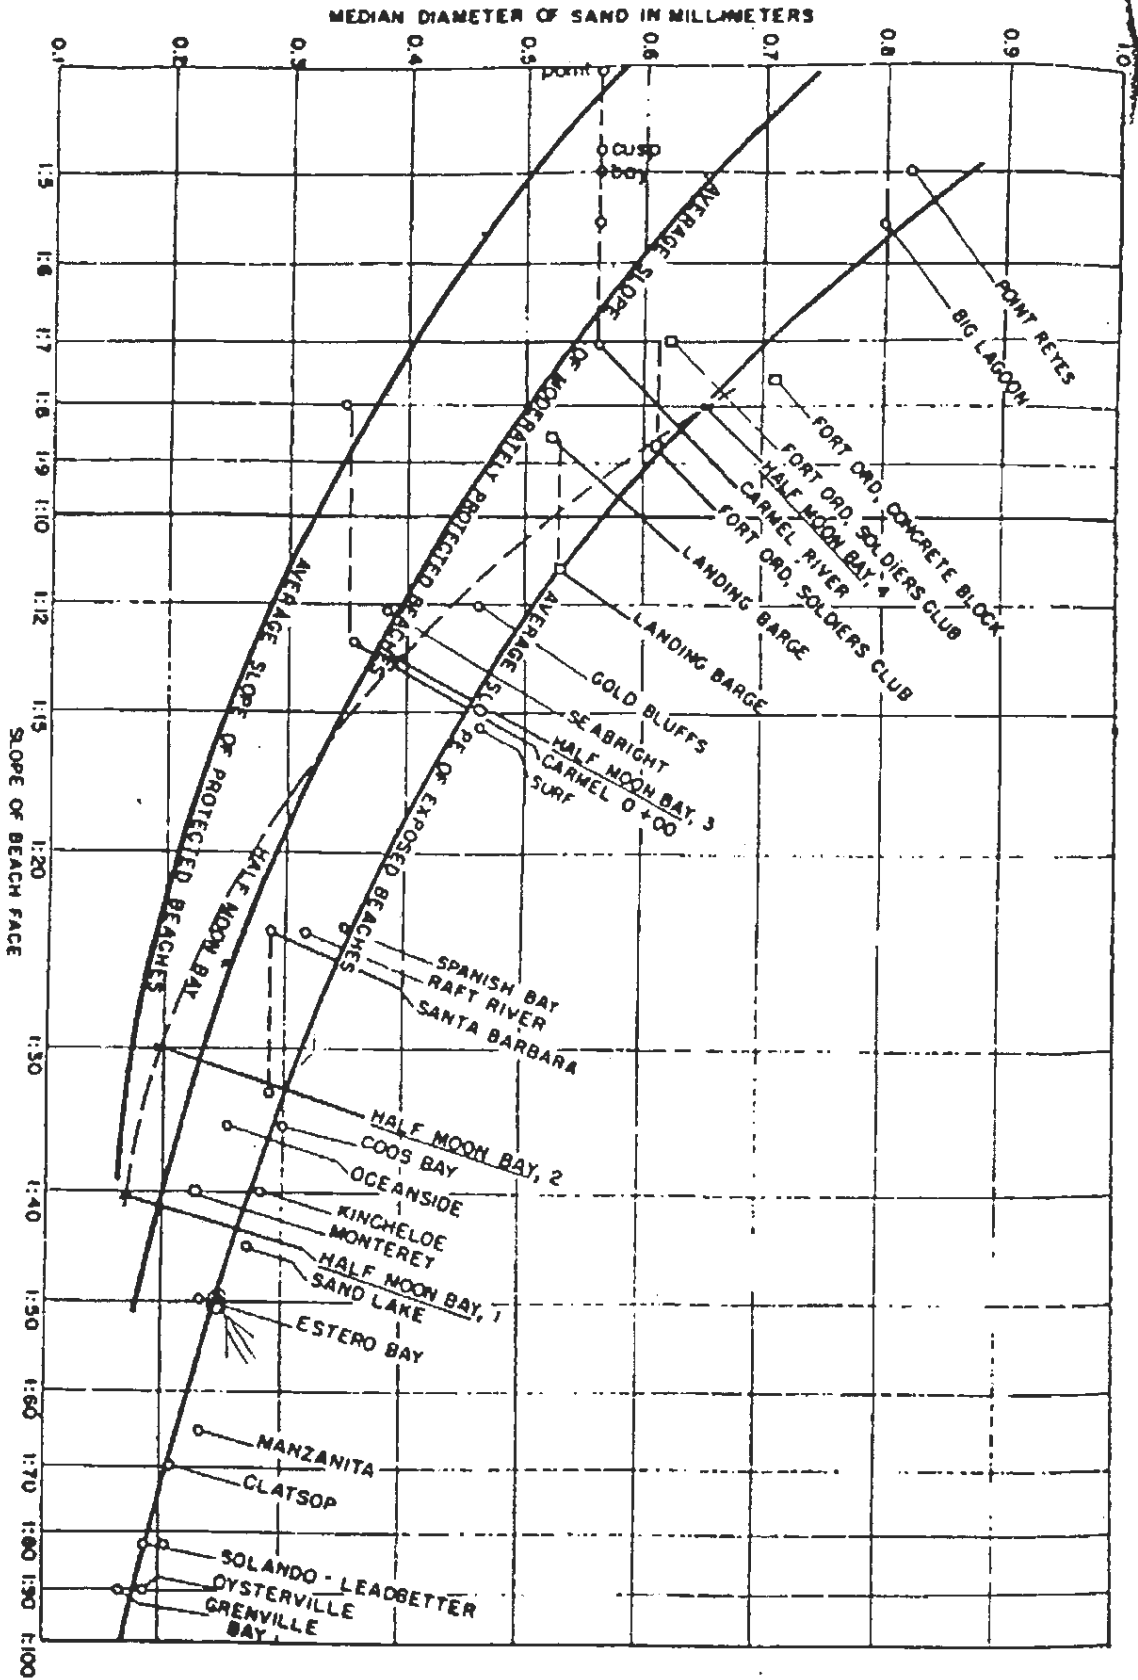 MEDIAN DIAMETER OF SAND IN MILLIMETERS
0.1
0.2
0.3
0.4
0.5
0.6
0.7
0.8
0.9
1.0
point
cusp
bay
1:5
1:6
1:7
1:8
1:9
1:10
1:12
1:15
1:20
1:30
1:40
1:50
1:60
1:70
1:80
1:90
1:100
SLOPE OF BEACH FACE
AVERAGE SLOPE OF MODERATELY PROTECTED BEACHES
AVERAGE SLOPE OF PROTECTED BEACHES
AVERAGE SLOPE OF EXPOSED BEACHES
HALF MOON BAY
POINT REYES
BIG LAGOON
FORT ORD, CONCRETE BLOCK
FORT ORD, SOLDIERS CLUB
HALF MOON BAY, 4
CARMEL RIVER
FORT ORD, SOLDIERS CLUB
LANDING BARGE
LANDING BARGE
GOLD BLUFFS
SEABRIGHT
HALF MOON BAY, 3
CARMEL 0+00
SURF
SPANISH BAY
RAFT RIVER
SANTA BARBARA
HALF MOON BAY, 2
COOS BAY
OCEANSIDE
KINCHELOE
MONTEREY
HALF MOON BAY, 1
SAND LAKE
ESTERO BAY
MANZANITA
CLATSOP
SOLANDO - LEADBETTER
OYSTERVILLE
GRENVILLE
BAY